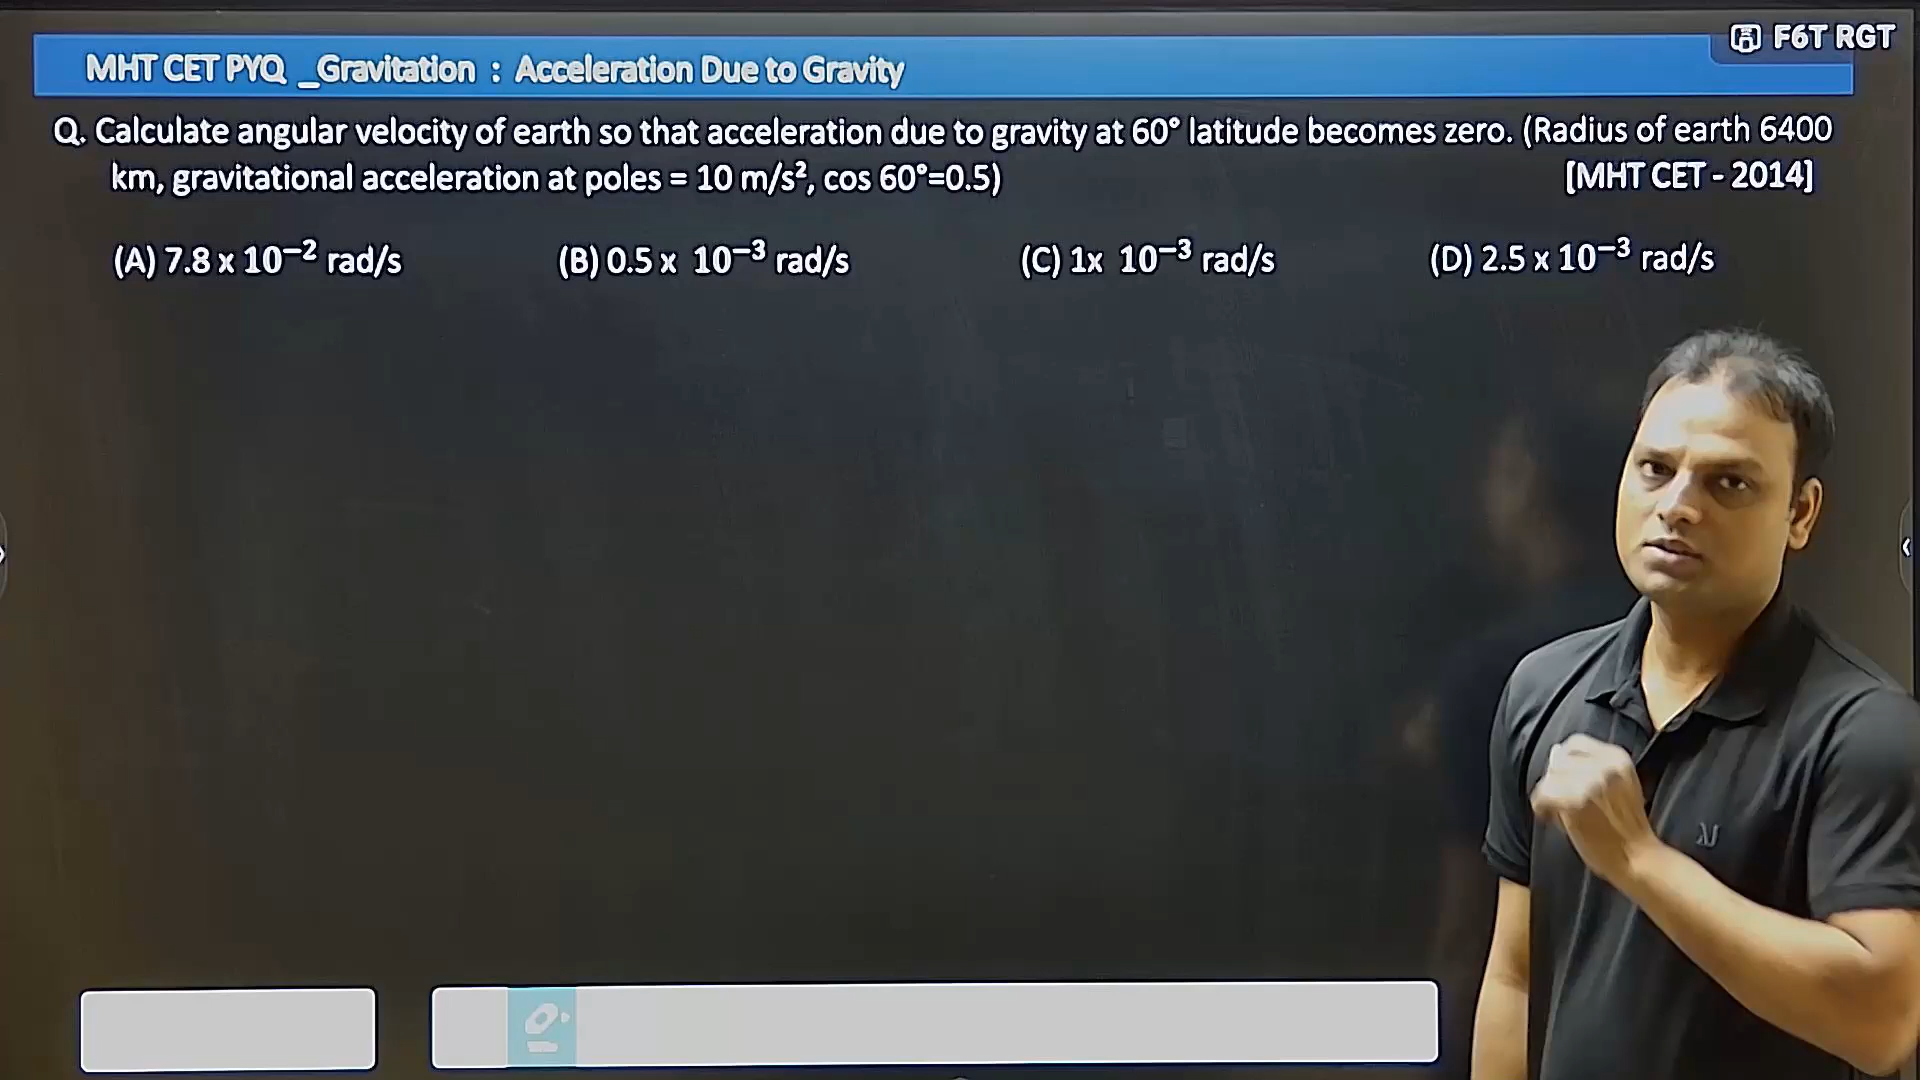 F6T RGT
MHT CET PYQ _Gravitation : Acceleration Due to Gravity
Q. Calculate angular velocity of earth so that acceleration due to gravity at 60° latitude becomes zero. (Radius of earth 6400
km, gravitational acceleration at poles = 10 m/s², cos 60°=0.5) [MHT CET - 2014]
(A) 7.8 x 10⁻² rad/s (B) 0.5 x 10⁻³ rad/s (C) 1x 10⁻³ rad/s (D) 2.5 x 10⁻³ rad/s